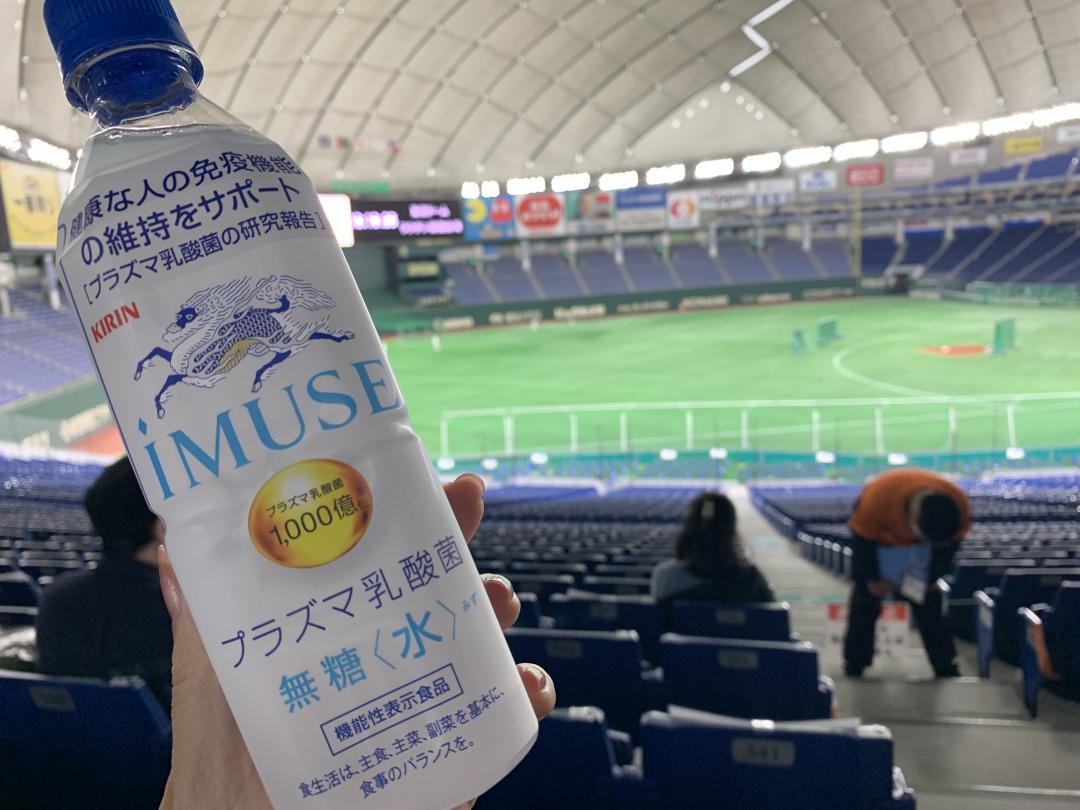 健康な人の免疫機能
の維持をサポート
[プラズマ乳酸菌の研究報告]
KIRIN
iMUSE
プラズマ乳酸菌
1,000億個
プラズマ乳酸菌
無糖〈水〉みず
機能性表示食品
食生活は、主食、主菜、副菜を基本に、
食事のバランスを。